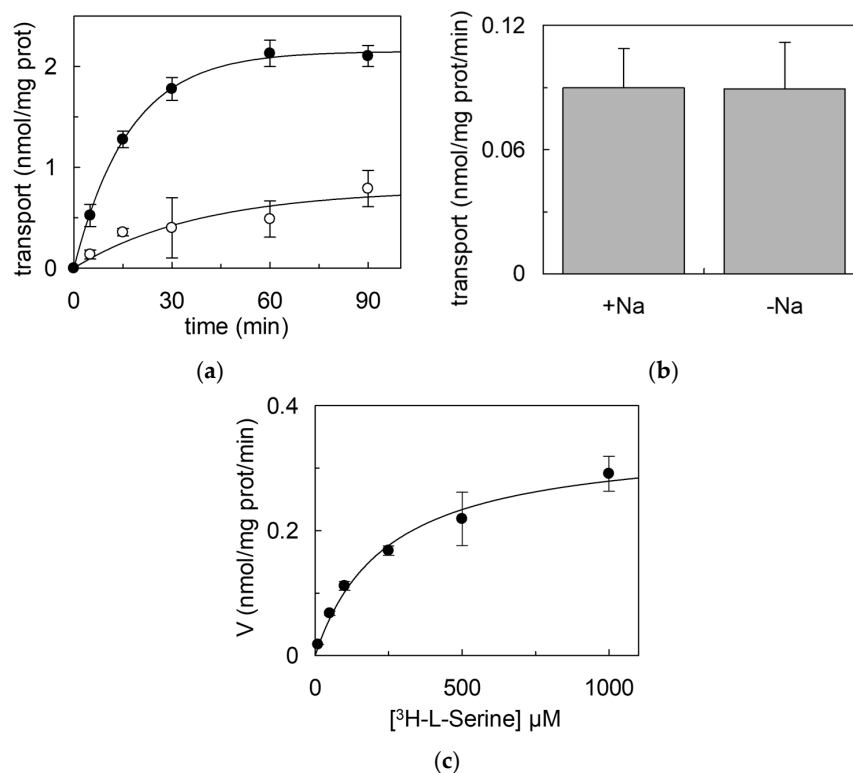 (a)
transport (nmol/mg prot)
2
1
0
0
30
60
90
time (min)
(b)
transport (nmol/mg prot/min)
0.12
0.06
0
+Na
-Na
(c)
V (nmol/mg prot/min)
0.4
0.2
0
0
500
1000
[³H-L-Serine] µM